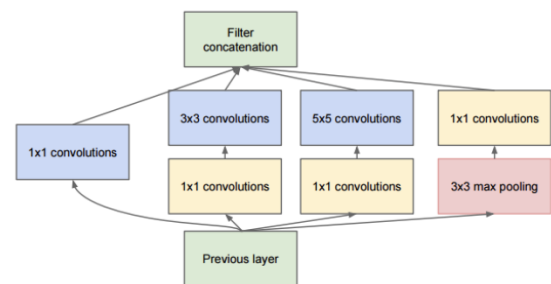 Filter
concatenation
3x3 convolutions
5x5 convolutions
1x1 convolutions
1x1 convolutions
1x1 convolutions
1x1 convolutions
3x3 max pooling
Previous layer